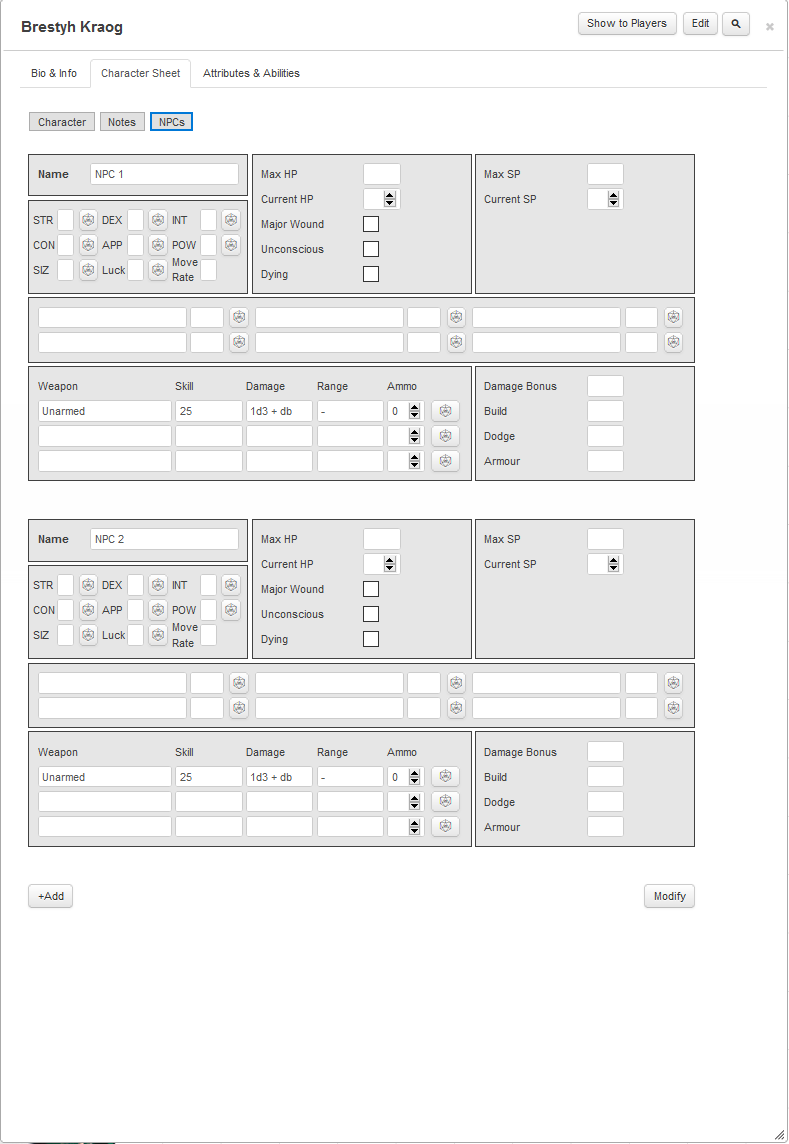 Brestyh Kraog
Show to Players Edit
Bio & Info Character Sheet Attributes & Abilities
Character Notes NPCs
Name NPC 1
STR DEX INT
CON APP POW
SIZ Luck Move Rate
Max HP
Current HP
Major Wound
Unconscious
Dying
Max SP
Current SP
Weapon Skill Damage Range Ammo
Unarmed 25 1d3 + db - 0
Damage Bonus
Build
Dodge
Armour
Name NPC 2
STR DEX INT
CON APP POW
SIZ Luck Move Rate
Max HP
Current HP
Major Wound
Unconscious
Dying
Max SP
Current SP
Weapon Skill Damage Range Ammo
Unarmed 25 1d3 + db - 0
Damage Bonus
Build
Dodge
Armour
+Add Modify